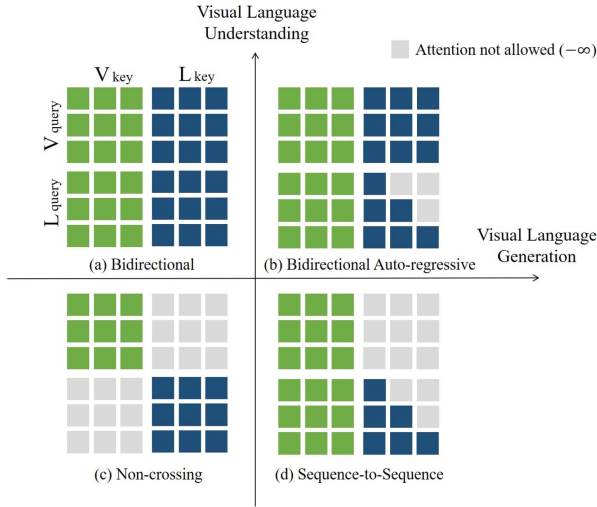 Visual Language
Understanding
Attention not allowed (−∞)
V key
L key
V query
L query
(a) Bidirectional
(b) Bidirectional Auto-regressive
Visual Language
Generation
(c) Non-crossing
(d) Sequence-to-Sequence